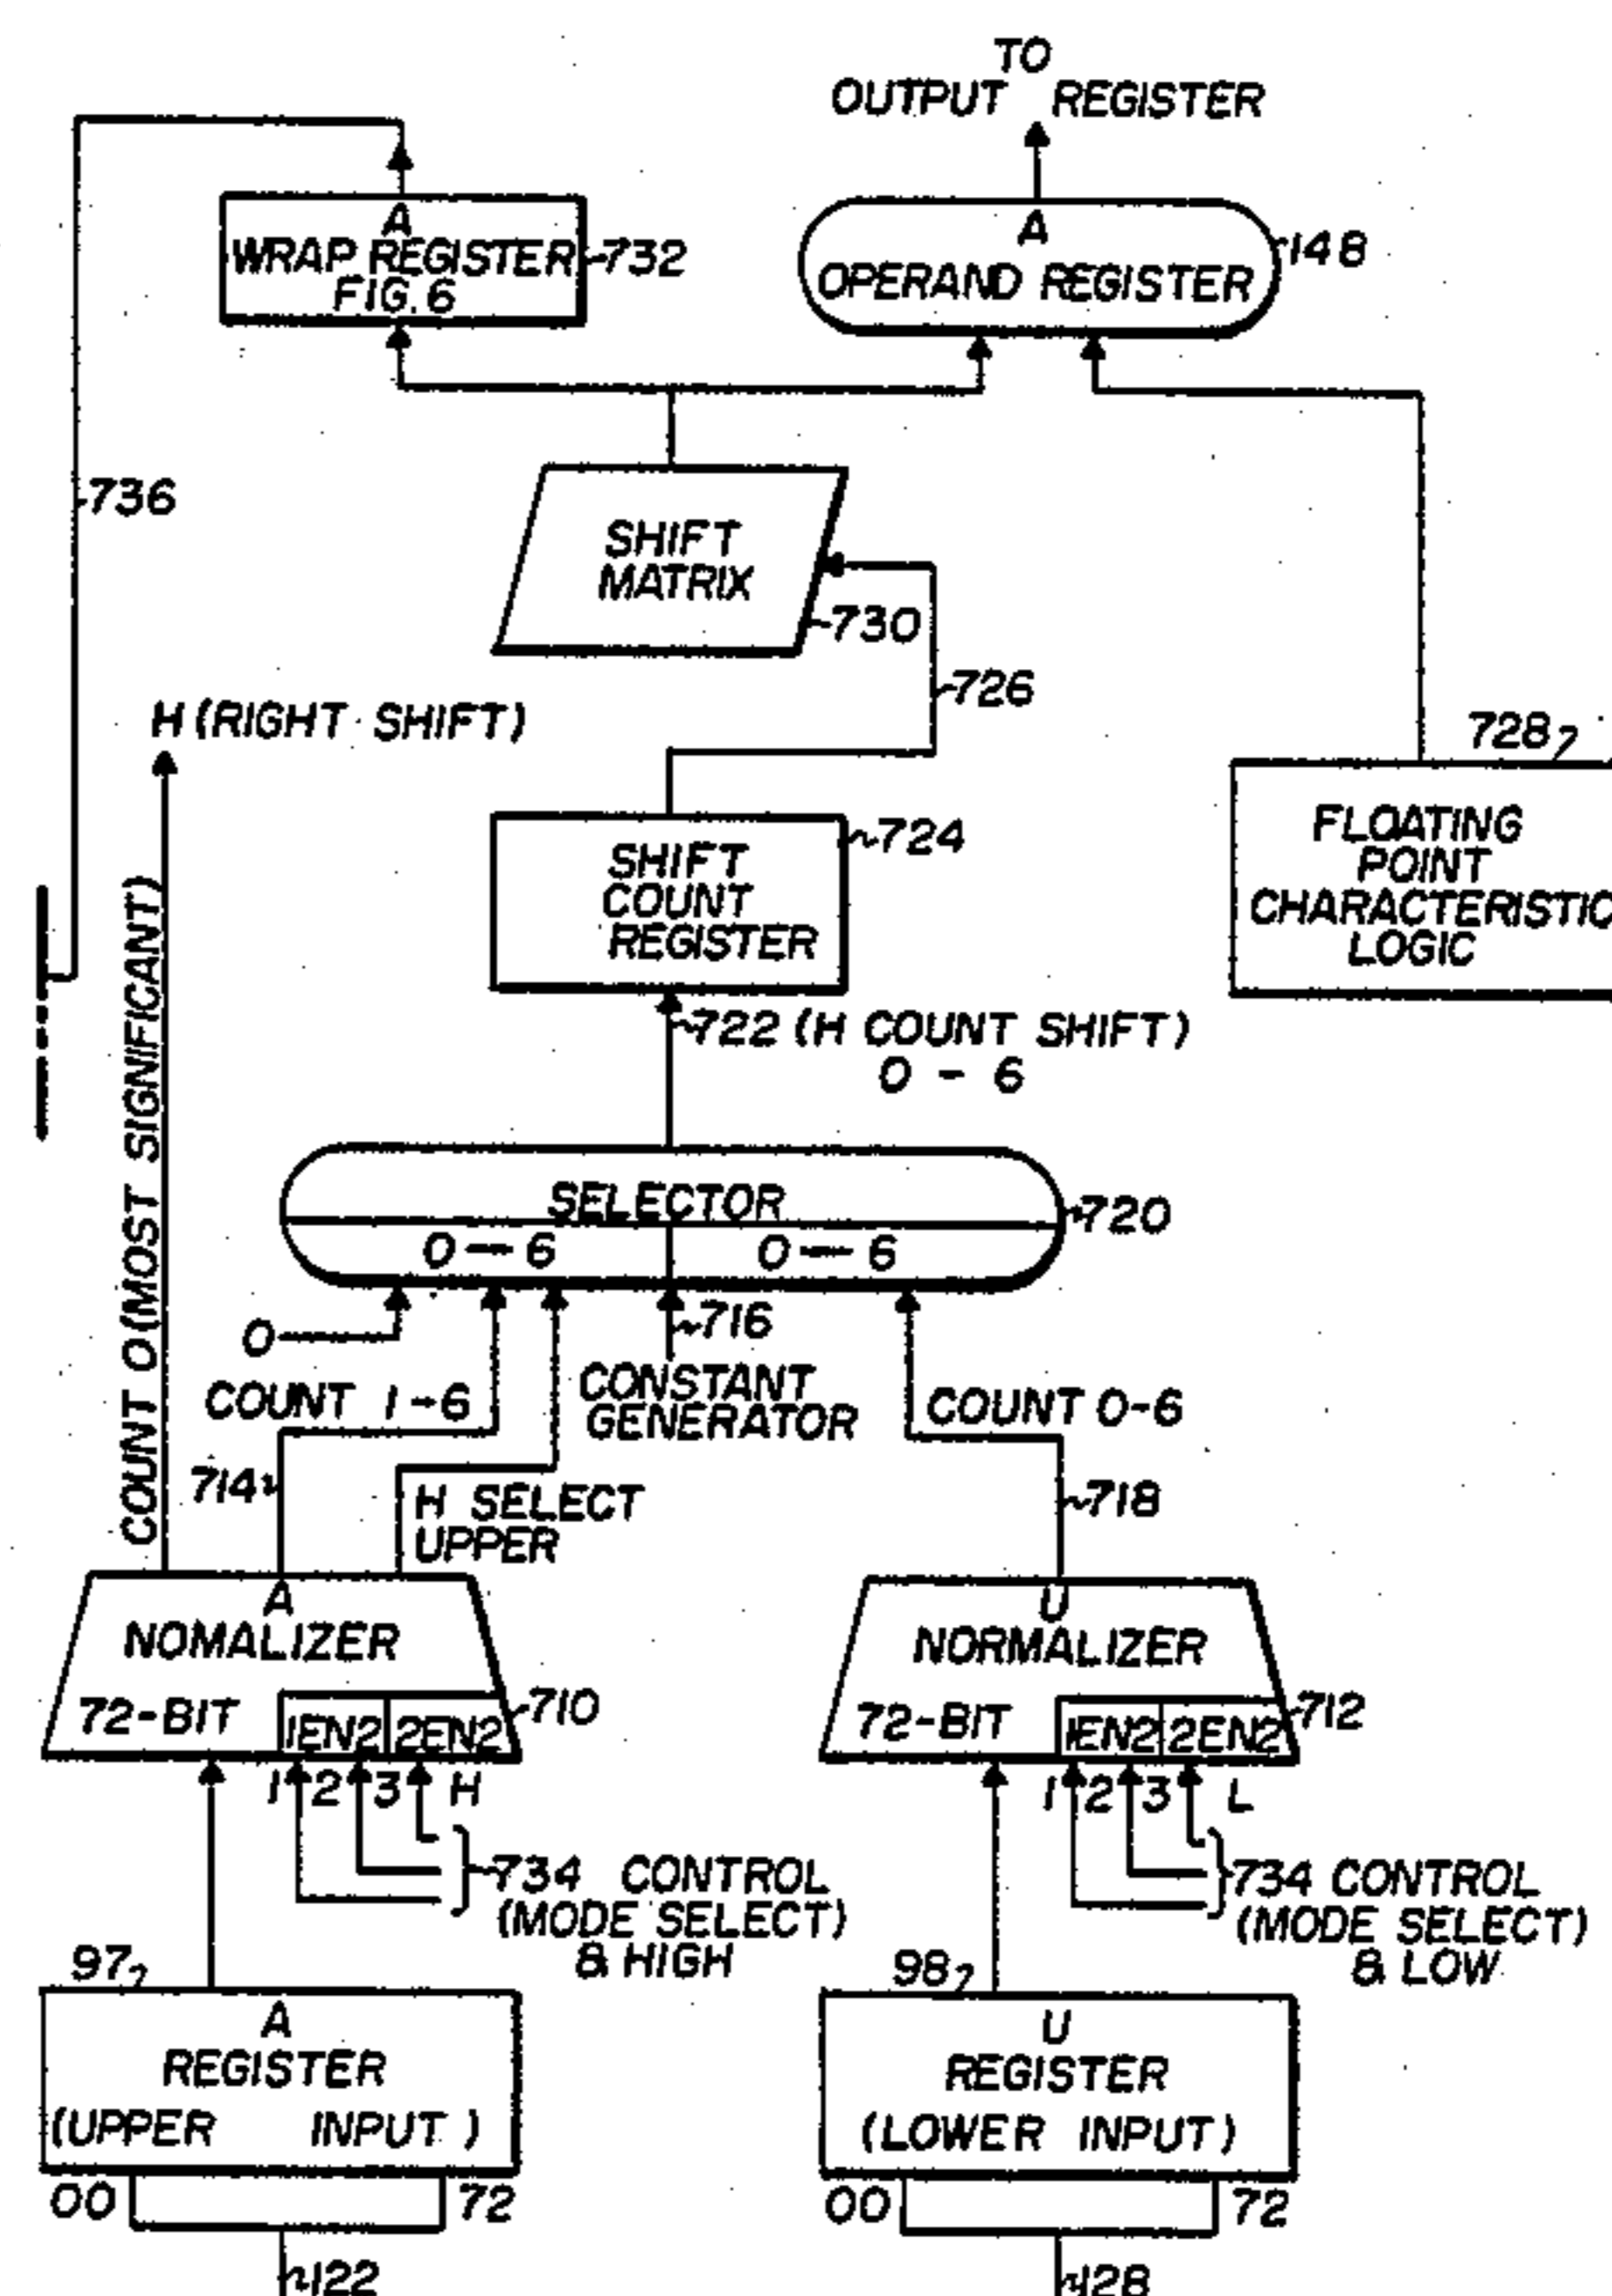 TO
OUTPUT REGISTER
A
WRAP REGISTER
FIG. 6
732
A
OPERAND REGISTER
148
736
SHIFT
MATRIX
730
726
H (RIGHT SHIFT)
728
SHIFT
COUNT
REGISTER
724
FLOATING
POINT
CHARACTERISTIC
LOGIC
722 (H COUNT SHIFT)
0 - 6
COUNT 0 (MOST SIGNIFICANT)
SELECTOR
720
0 — 6
0 — 6
0
716
COUNT 1-6
CONSTANT
GENERATOR
COUNT 0-6
714
H SELECT
UPPER
718
A
NOMALIZER
72-BIT
1EN2 2EN2
710
U
NORMALIZER
72-BIT
1EN2 2EN2
712
1 2 3 H
1 2 3 L
734 CONTROL
(MODE SELECT)
& HIGH
734 CONTROL
(MODE SELECT)
& LOW
97
98
A
REGISTER
(UPPER INPUT)
U
REGISTER
(LOWER INPUT)
00 72
00 72
122
128